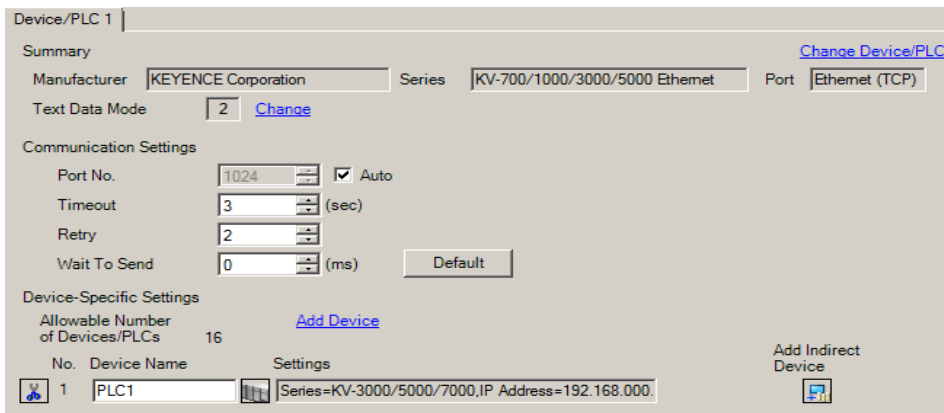 Device/PLC 1
Summary
Change Device/PLC
Manufacturer KEYENCE Corporation Series KV-700/1000/3000/5000 Ethernet Port Ethernet (TCP)
Text Data Mode 2 Change
Communication Settings
Port No. 1024 Auto
Timeout 3 (sec)
Retry 2
Wait To Send 0 (ms) Default
Device-Specific Settings
Allowable Number
of Devices/PLCs 16
Add Device
Add Indirect
Device
No. Device Name Settings
1 PLC1 Series=KV-3000/5000/7000,IP Address=192.168.000.